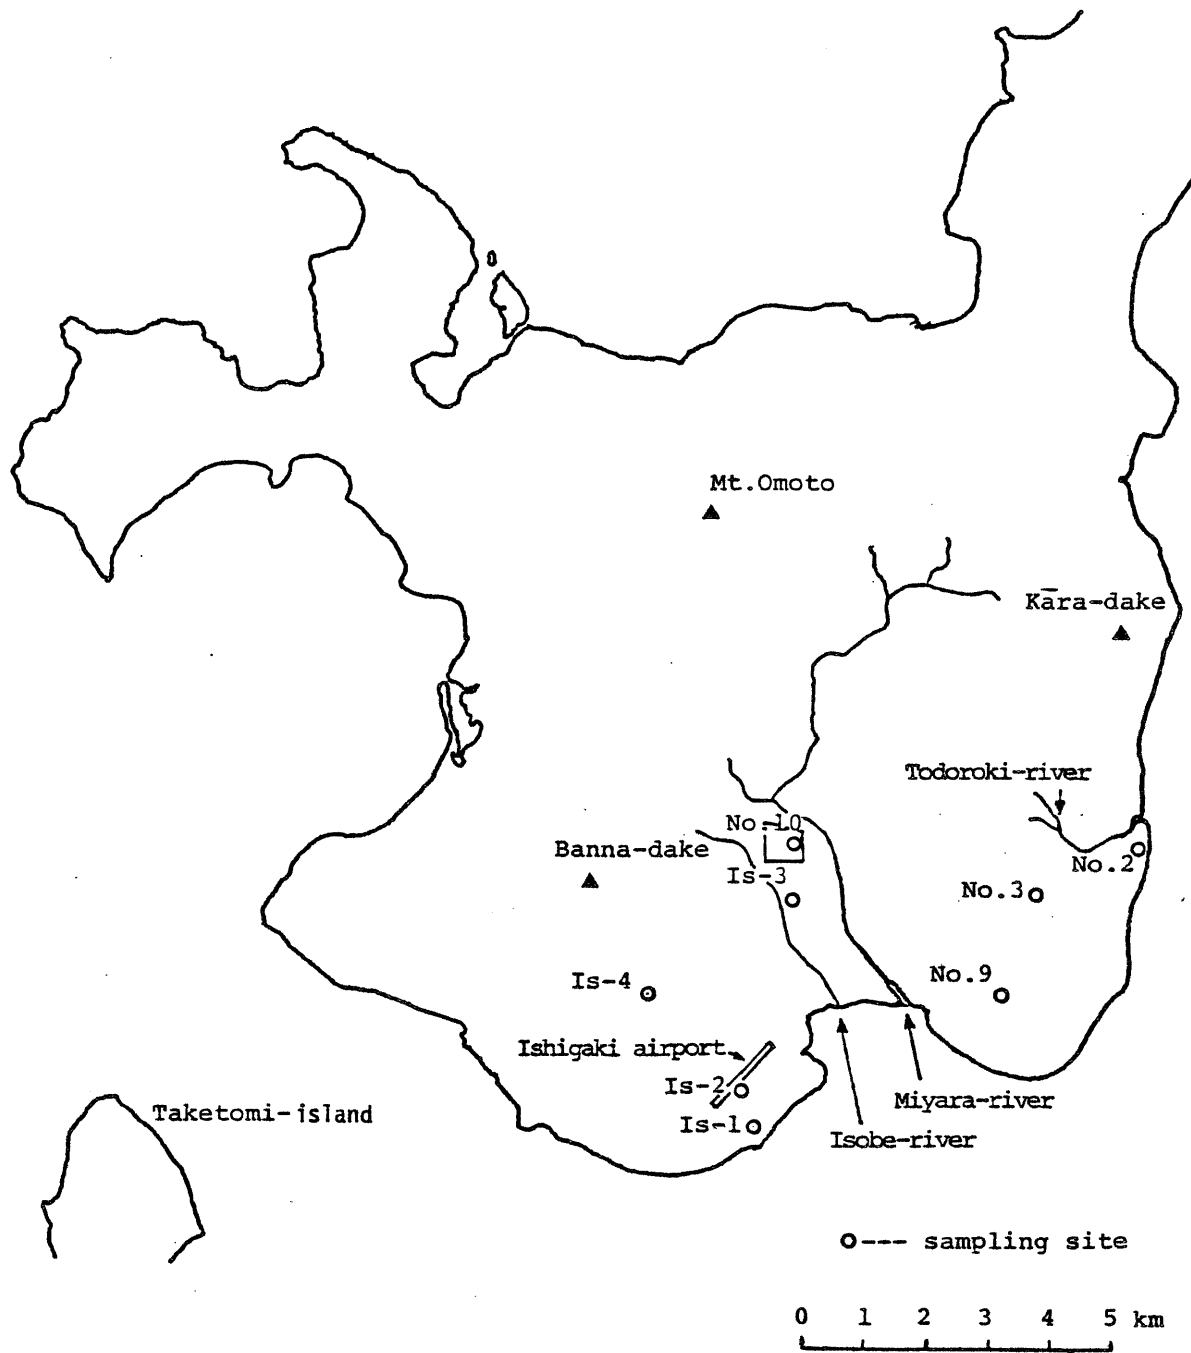 Mt.Omoto
Kāra-dake
Todoroki-river
No.10
Banna-dake
Is-3
No.2
No.3
No.9
Is-4
Ishigaki airport
Is-2
Miyara-river
Is-1
Isobe-river
Taketomi-island
--- sampling site
0 1 2 3 4 5 km